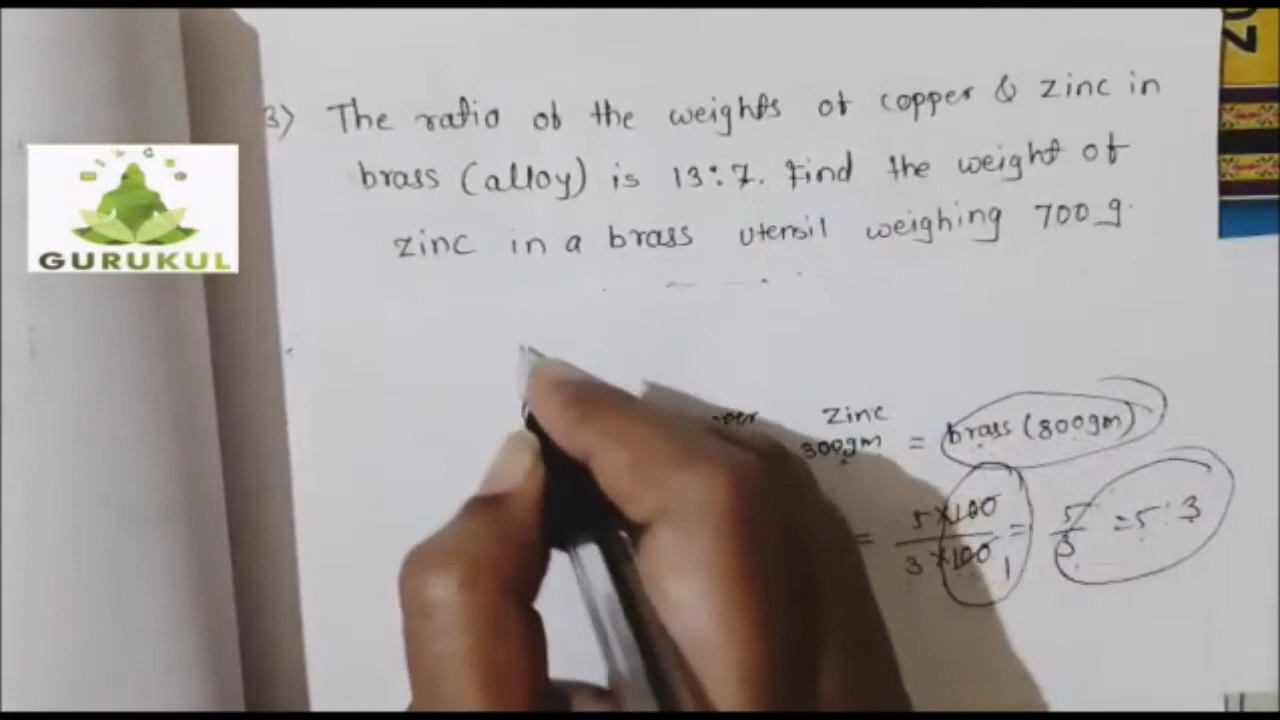 3) The ratio of the weights of copper & zinc in
brass (alloy) is 13:7. Find the weight of
zinc in a brass utensil weighing 700 g.
GURUKUL
zinc
300gm = brass (800gm)
= 5×100 / 3×100 = 5/3 = 5:3
1